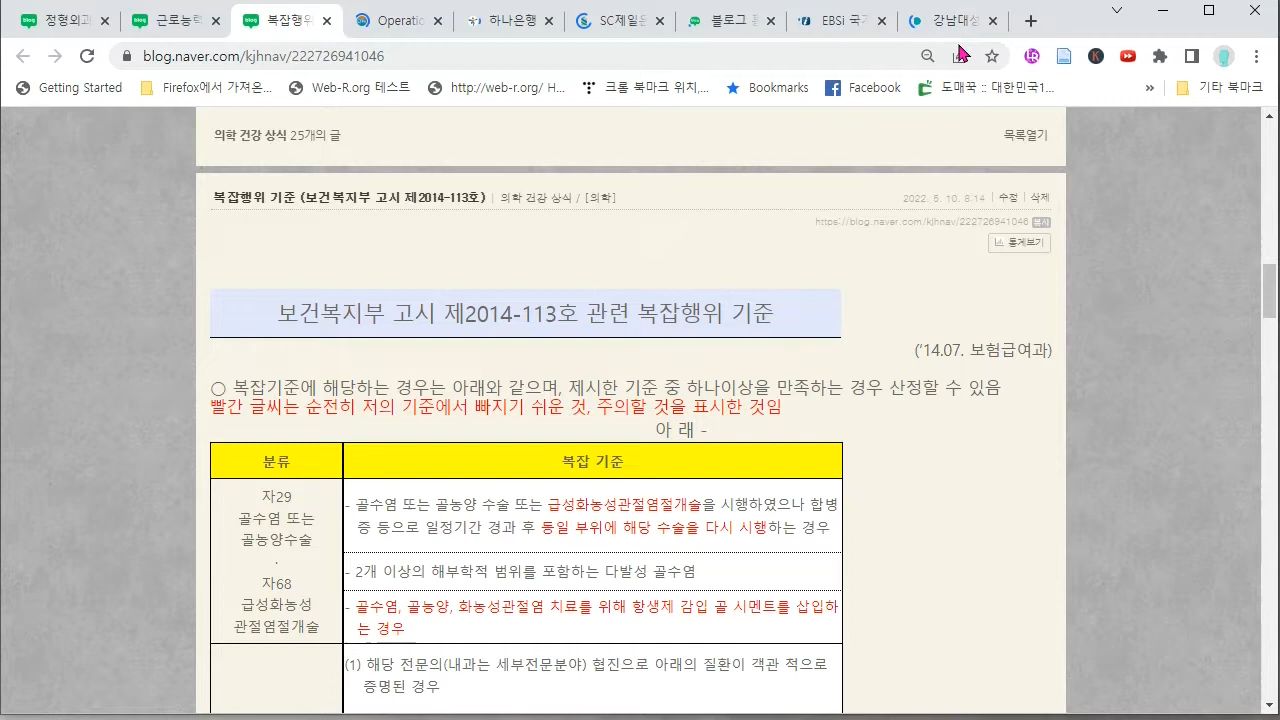 정형외과
근로능력
복잡행위
Operatio
하나은행
SC제일은
블로그 글
EBSi 국가
강남대성
blog.naver.com/kjhnav/222726941046
Getting Started
Firefox에서 가져온...
Web-R.org 테스트
http://web-r.org/ H...
크롬 북마크 위치,...
Bookmarks
Facebook
도매꾹 :: 대한민국1...
»
기타 북마크
의학 건강 상식 25개의 글
목록열기
복잡행위 기준 (보건복지부 고시 제2014-113호) | 의학 건강 상식 / [의학]
2022. 5. 10. 8:14 | 수정 | 삭제
https://blog.naver.com/kjhnav/222726941046 복사
통계보기
보건복지부 고시 제2014-113호 관련 복잡행위 기준
('14.07. 보험급여과)
○ 복잡기준에 해당하는 경우는 아래와 같으며, 제시한 기준 중 하나이상을 만족하는 경우 산정할 수 있음
빨간 글씨는 순전히 저의 기준에서 빠지기 쉬운 것, 주의할 것을 표시한 것임
아 래 -
분류
복잡 기준
자29
골수염 또는
골농양수술
.
자68
급성화농성
관절염절개술
- 골수염 또는 골농양 수술 또는 급성화농성관절염절개술을 시행하였으나 합병
증 등으로 일정기간 경과 후 동일 부위에 해당 수술을 다시 시행하는 경우
- 2개 이상의 해부학적 범위를 포함하는 다발성 골수염
- 골수염, 골농양, 화농성관절염 치료를 위해 항생제 감입 골 시멘트를 삽입하
는 경우
(1) 해당 전문의(내과는 세부전문분야) 협진으로 아래의 질환이 객관 적으로
증명된 경우